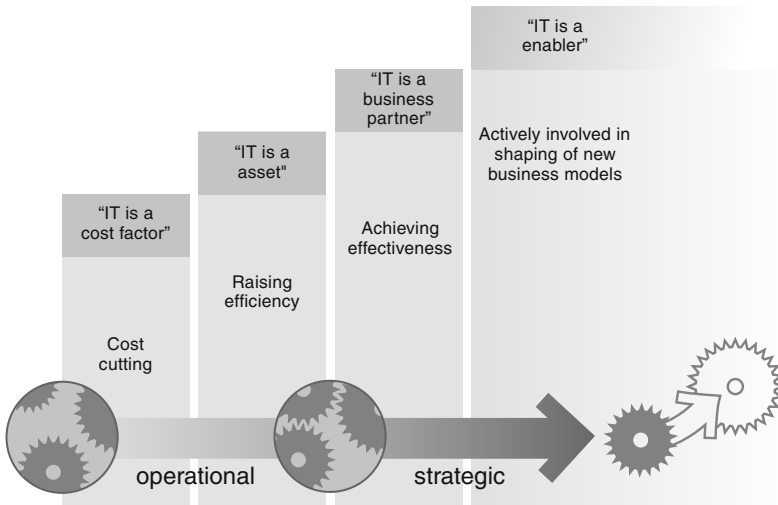 “IT is a
cost factor”
Cost
cutting
“IT is a
asset"
Raising
efficiency
“IT is a
business
partner”
Achieving
effectiveness
“IT is a
enabler”
Actively involved in
shaping of new
business models
operational
strategic